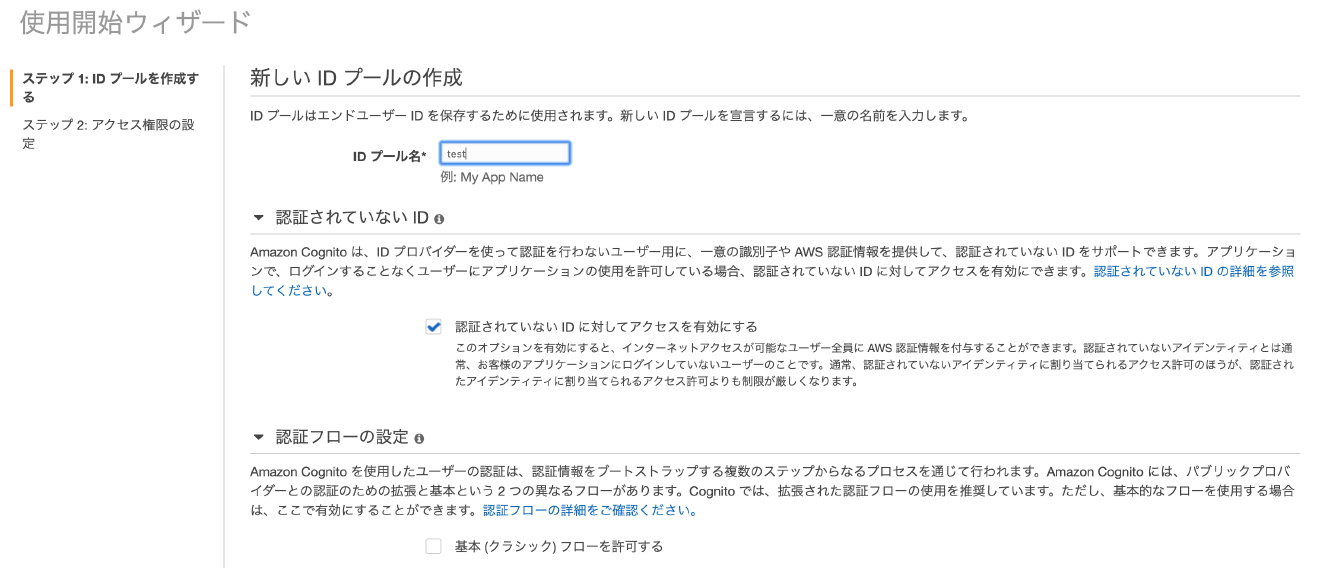 使用開始ウィザード
ステップ 1: ID プールを作成す
る
ステップ 2: アクセス権限の設
定
新しい ID プールの作成
ID プールはエンドユーザー ID を保存するために使用されます。新しい ID プールを宣言するには、一意の名前を入力します。
ID プール名* test
例: My App Name
認証されていない ID
Amazon Cognito は、ID プロバイダーを使って認証を行わないユーザー用に、一意の識別子や AWS 認証情報を提供して、認証されていない ID をサポートできます。アプリケーショ
ンで、ログインすることなくユーザーにアプリケーションの使用を許可している場合、認証されていない ID に対してアクセスを有効にできます。認証されていない ID の詳細を参照
してください。
認証されていない ID に対してアクセスを有効にする
このオプションを有効にすると、インターネットアクセスが可能なユーザー全員に AWS 認証情報を付与することができます。認証されていないアイデンティティとは通
常、お客様のアプリケーションにログインしていないユーザーのことです。通常、認証されていないアイデンティティに割り当てられるアクセス許可のほうが、認証され
たアイデンティティに割り当てられるアクセス許可よりも制限が厳しくなります。
認証フローの設定
Amazon Cognito を使用したユーザーの認証は、認証情報をブートストラップする複数のステップからなるプロセスを通じて行われます。Amazon Cognito には、パブリックプロバ
イダーとの認証のための拡張と基本という 2 つの異なるフローがあります。Cognito では、拡張された認証フローの使用を推奨しています。ただし、基本的なフローを使用する場合
は、ここで有効にすることができます。認証フローの詳細をご確認ください。
基本 (クラシック) フローを許可する